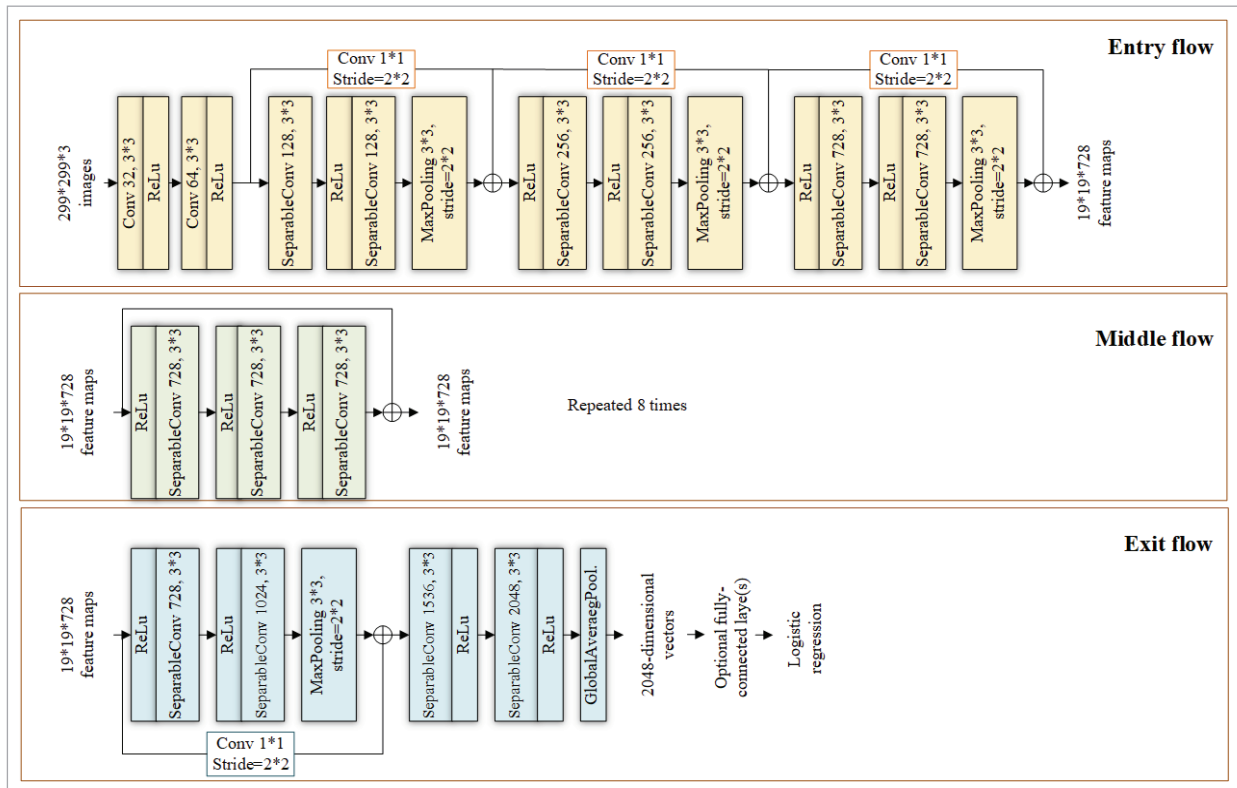 Entry flow
Conv 1*1
Stride=2*2
Conv 1*1
Stride=2*2
Conv 1*1
Stride=2*2
299*299*3
images
Conv 32, 3*3
ReLu
Conv 64, 3*3
ReLu
SeparableConv 128, 3*3
ReLu
SeparableConv 128, 3*3
MaxPooling 3*3,
stride=2*2
ReLu
SeparableConv 256, 3*3
ReLu
SeparableConv 256, 3*3
MaxPooling 3*3,
stride=2*2
ReLu
SeparableConv 728, 3*3
ReLu
SeparableConv 728, 3*3
MaxPooling 3*3,
stride=2*2
19*19*728
feature maps
Middle flow
19*19*728
feature maps
ReLu
SeparableConv 728, 3*3
ReLu
SeparableConv 728, 3*3
ReLu
SeparableConv 728, 3*3
19*19*728
feature maps
Repeated 8 times
Exit flow
19*19*728
feature maps
ReLu
SeparableConv 728, 3*3
ReLu
SeparableConv 1024, 3*3
MaxPooling 3*3,
stride=2*2
SeparableConv 1536, 3*3
ReLu
SeparableConv 2048, 3*3
ReLu
GlobalAveragPool.
2048-dimensional
vectors
Optional fully-
connected laye(s)
Logistic
regression
Conv 1*1
Stride=2*2